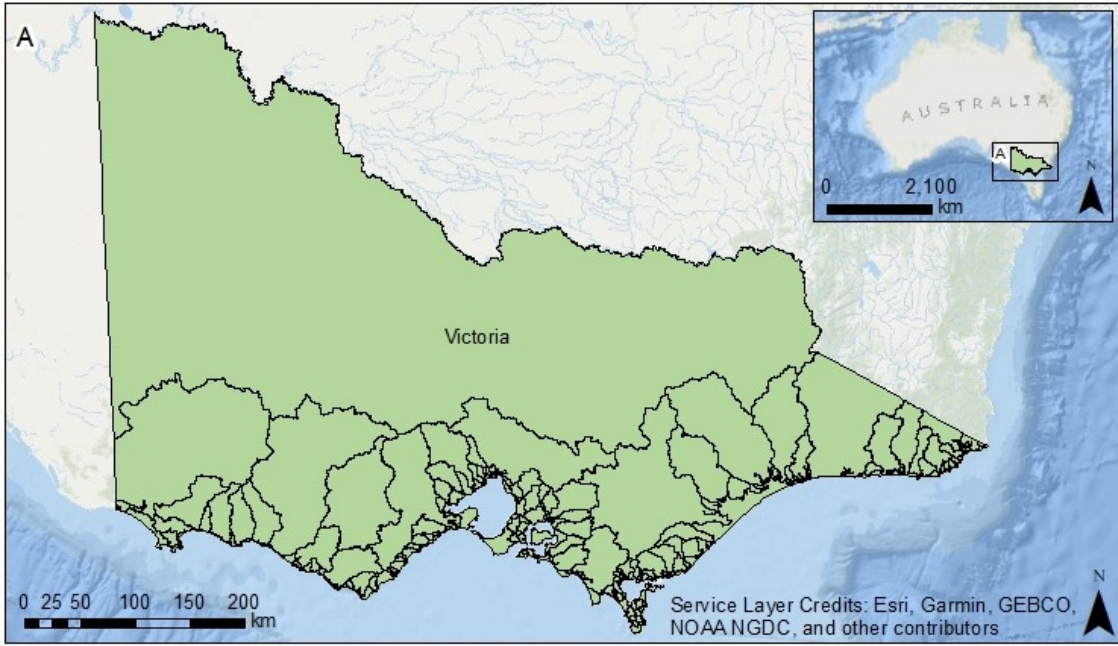 A
AUSTRALIA
A
N
0 2,100
km
Victoria
0 25 50 100 150 200
km
Service Layer Credits: Esri, Garmin, GEBCO,
NOAA NGDC, and other contributors
N